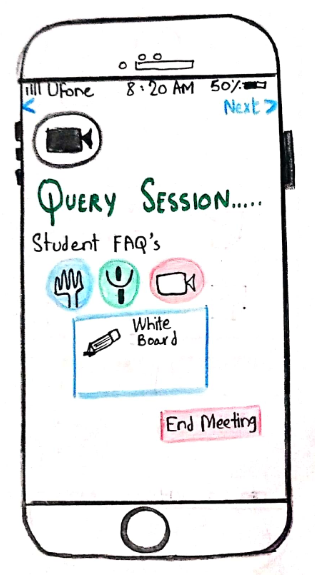 Ufone 8:20 AM 50%
< Next >
QUERY SESSION.....
Student FAQ's
White
Board
End Meeting